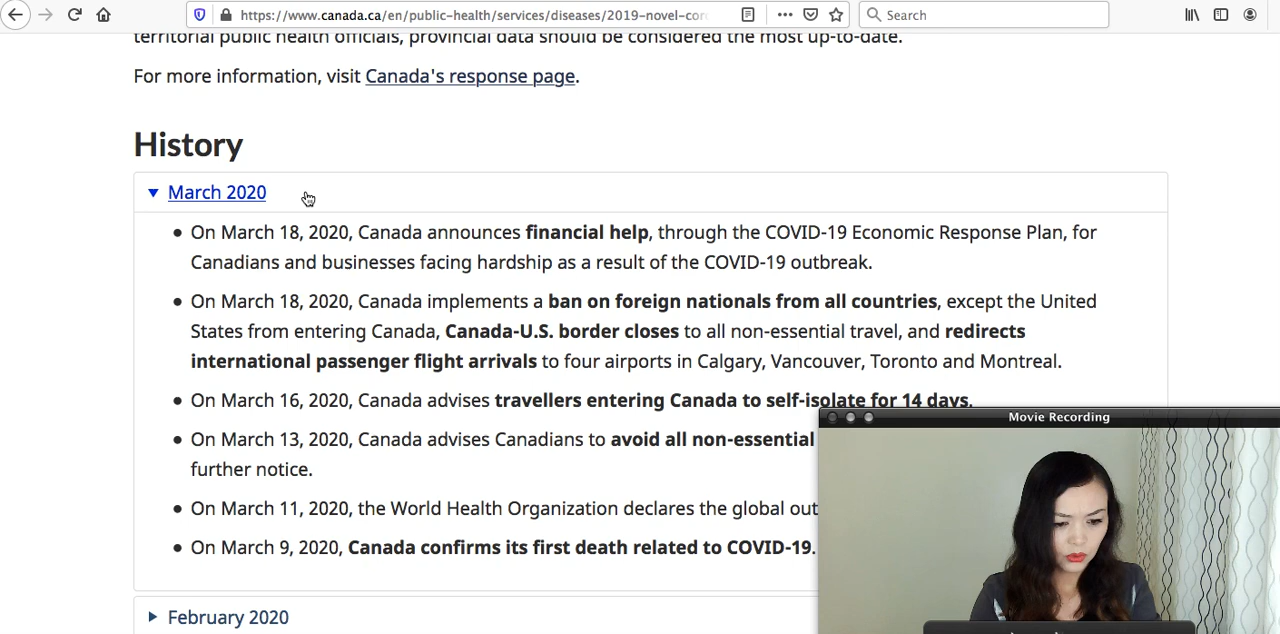 https://www.canada.ca/en/public-health/services/diseases/2019-novel-cor
Search
territorial public health officials, provincial data should be considered the most up-to-date.
For more information, visit Canada's response page.
History
March 2020
On March 18, 2020, Canada announces financial help, through the COVID-19 Economic Response Plan, for
Canadians and businesses facing hardship as a result of the COVID-19 outbreak.
On March 18, 2020, Canada implements a ban on foreign nationals from all countries, except the United
States from entering Canada, Canada-U.S. border closes to all non-essential travel, and redirects
international passenger flight arrivals to four airports in Calgary, Vancouver, Toronto and Montreal.
On March 16, 2020, Canada advises travellers entering Canada to self-isolate for 14 days.
Movie Recording
On March 13, 2020, Canada advises Canadians to avoid all non-essential
further notice.
On March 11, 2020, the World Health Organization declares the global out
On March 9, 2020, Canada confirms its first death related to COVID-19.
February 2020